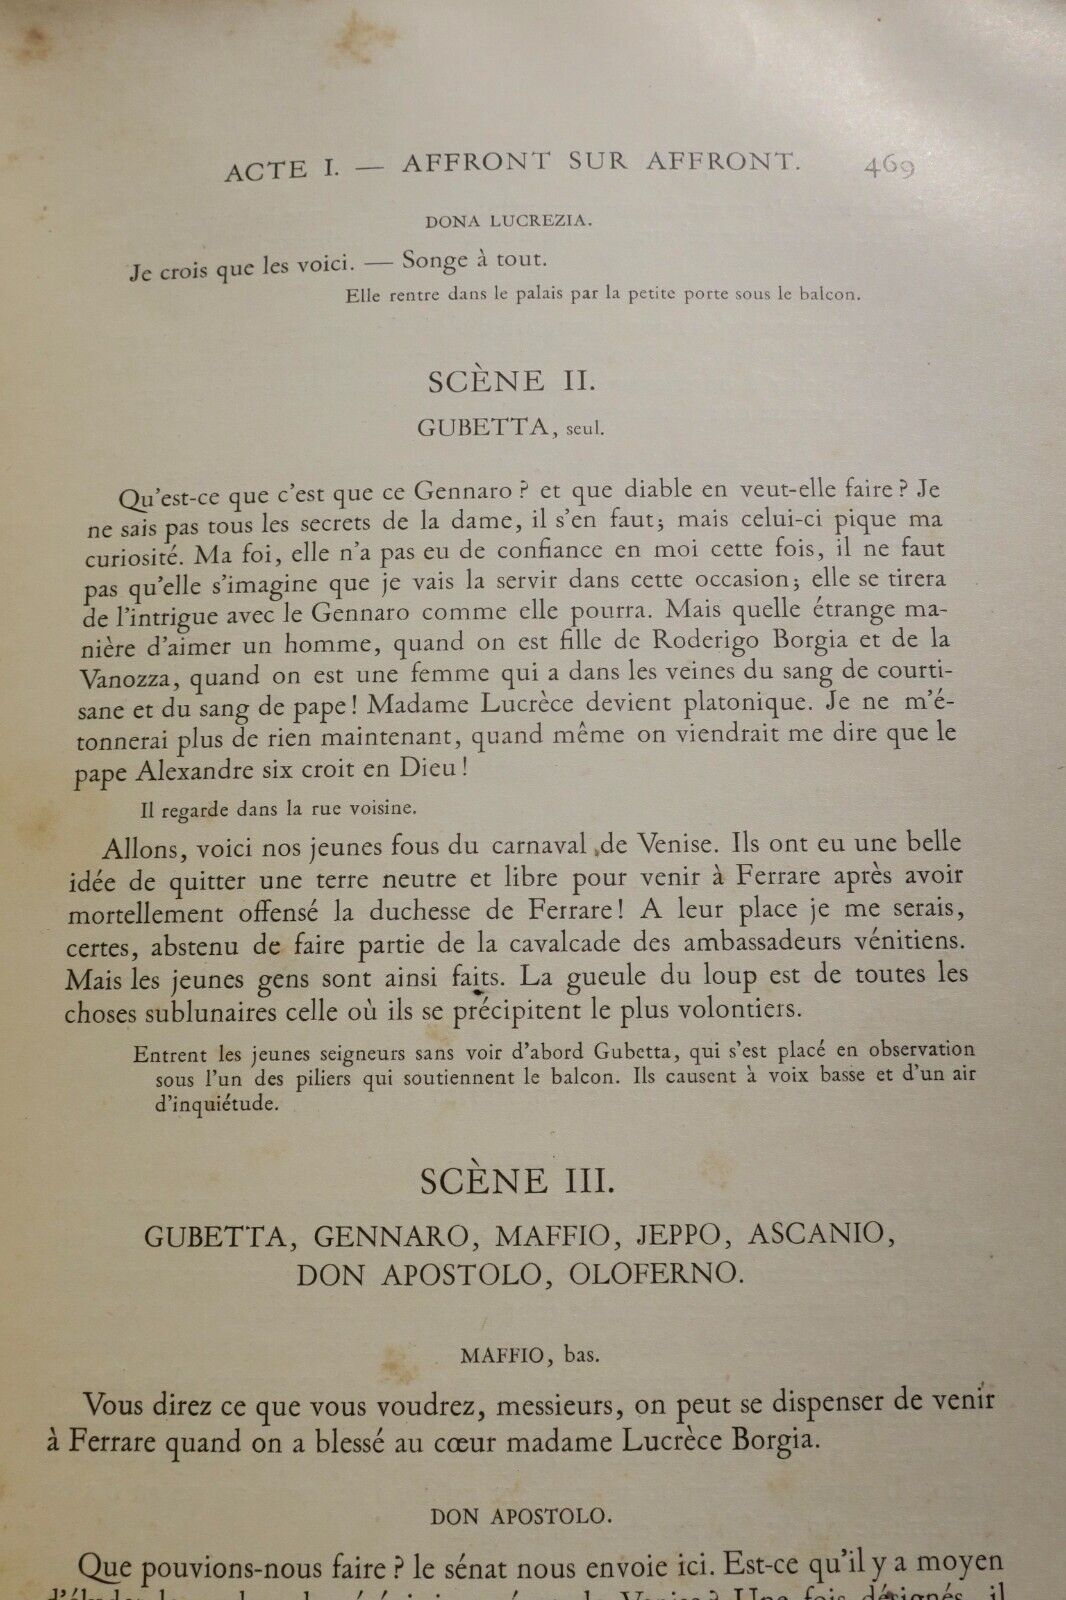 ACTE I. — AFFRONT SUR AFFRONT. 469
DONA LUCREZIA.
Je crois que les voici. — Songe à tout.
Elle rentre dans le palais par la petite porte sous le balcon.
SCÈNE II.
GUBETTA, seul.
Qu'est-ce que c'est que ce Gennaro ? et que diable en veut-elle faire ? Je
ne sais pas tous les secrets de la dame, il s'en faut; mais celui-ci pique ma
curiosité. Ma foi, elle n'a pas eu de confiance en moi cette fois, il ne faut
pas qu'elle s'imagine que je vais la servir dans cette occasion; elle se tirera
de l'intrigue avec le Gennaro comme elle pourra. Mais quelle étrange ma-
nière d'aimer un homme, quand on est fille de Roderigo Borgia et de la
Vanozza, quand on est une femme qui a dans les veines du sang de courti-
sane et du sang de pape ! Madame Lucrèce devient platonique. Je ne m'é-
tonnerai plus de rien maintenant, quand même on viendrait me dire que le
pape Alexandre six croit en Dieu !
Il regarde dans la rue voisine.
Allons, voici nos jeunes fous du carnaval de Venise. Ils ont eu une belle
idée de quitter une terre neutre et libre pour venir à Ferrare après avoir
mortellement offensé la duchesse de Ferrare ! A leur place je me serais,
certes, abstenu de faire partie de la cavalcade des ambassadeurs vénitiens.
Mais les jeunes gens sont ainsi faits. La gueule du loup est de toutes les
choses sublunaires celle où ils se précipitent le plus volontiers.
Entrent les jeunes seigneurs sans voir d'abord Gubetta, qui s'est placé en observation
sous l'un des piliers qui soutiennent le balcon. Ils causent à voix basse et d'un air
d'inquiétude.
SCÈNE III.
GUBETTA, GENNARO, MAFFIO, JEPPO, ASCANIO,
DON APOSTOLO, OLOFERNO.
MAFFIO, bas.
Vous direz ce que vous voudrez, messieurs, on peut se dispenser de venir
à Ferrare quand on a blessé au cœur madame Lucrèce Borgia.
DON APOSTOLO.
Que pouvions-nous faire ? le sénat nous envoie ici. Est-ce qu'il y a moyen
Venise ? Une fois désignés, il